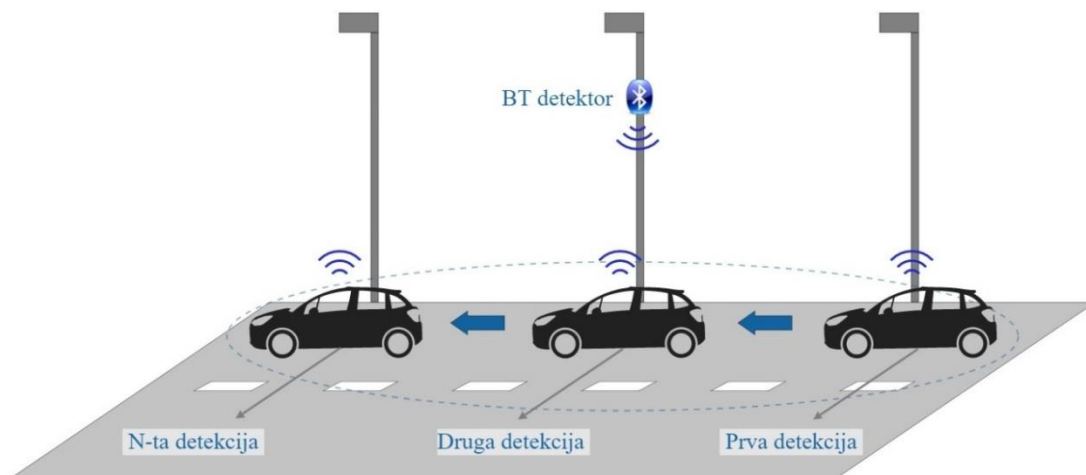 BT detektor
N-ta detekcija
Druga detekcija
Prva detekcija